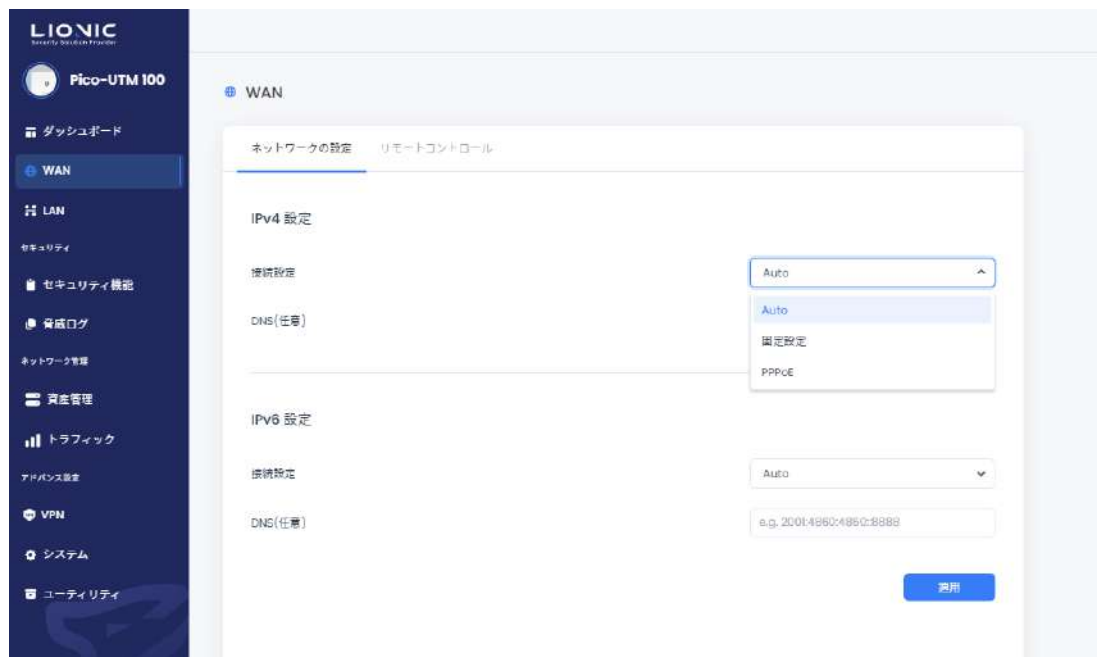 LIONIC
Security Solution Provider
Pico-UTM 100
ダッシュボード
WAN
LAN
セキュリティ
セキュリティ機能
脅威ログ
ネットワーク管理
資産管理
トラフィック
アドバンス設定
VPN
システム
ユーティリティ
WAN
ネットワークの設定 リモートコントロール
IPv4 設定
接続設定 Auto
DNS(任意)
Auto
固定設定
PPPoE
IPv6 設定
接続設定 Auto
DNS(任意) e.g. 2001:4860:4860::8888
適用